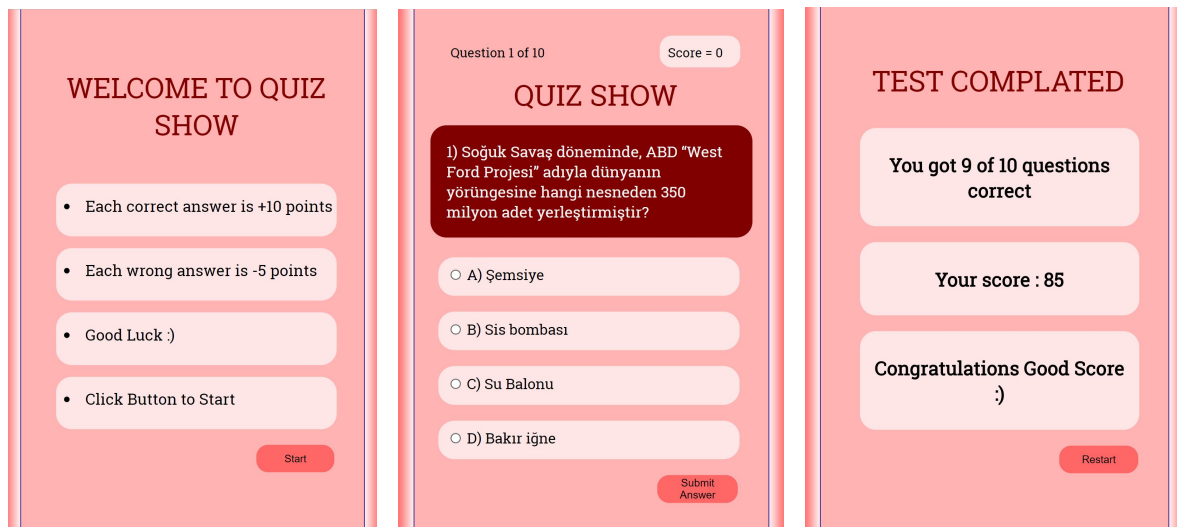 WELCOME TO QUIZ
SHOW
Each correct answer is +10 points
Each wrong answer is -5 points
Good Luck :)
Click Button to Start
Start
Question 1 of 10
Score = 0
QUIZ SHOW
1) Soğuk Savaş döneminde, ABD “West
Ford Projesi” adıyla dünyanın
yörüngesine hangi nesneden 350
milyon adet yerleştirmiştir?
A) Şemsiye
B) Sis bombası
C) Su Balonu
D) Bakır iğne
Submit
Answer
TEST COMPLATED
You got 9 of 10 questions
correct
Your score : 85
Congratulations Good Score
:)
Restart